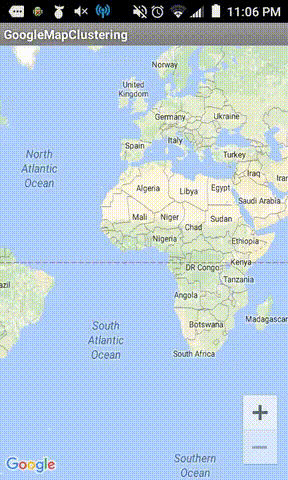 11:06 PM
GoogleMapClustering
Norway
United
Kingdom
Germany
Ukraine
Spain
Italy
Turkey
North
Atlantic
Ocean
Algeria
Libya
Egypt
Iraq
Saudi Arabia
Mali
Niger
Chad
Sudan
Nigeria
Ethiopia
Kenya
DR Congo
Tanzania
zil
Angola
Botswana
Madagascar
South
Atlantic
Ocean
South Africa
Southern
Ocean
+
−
Google